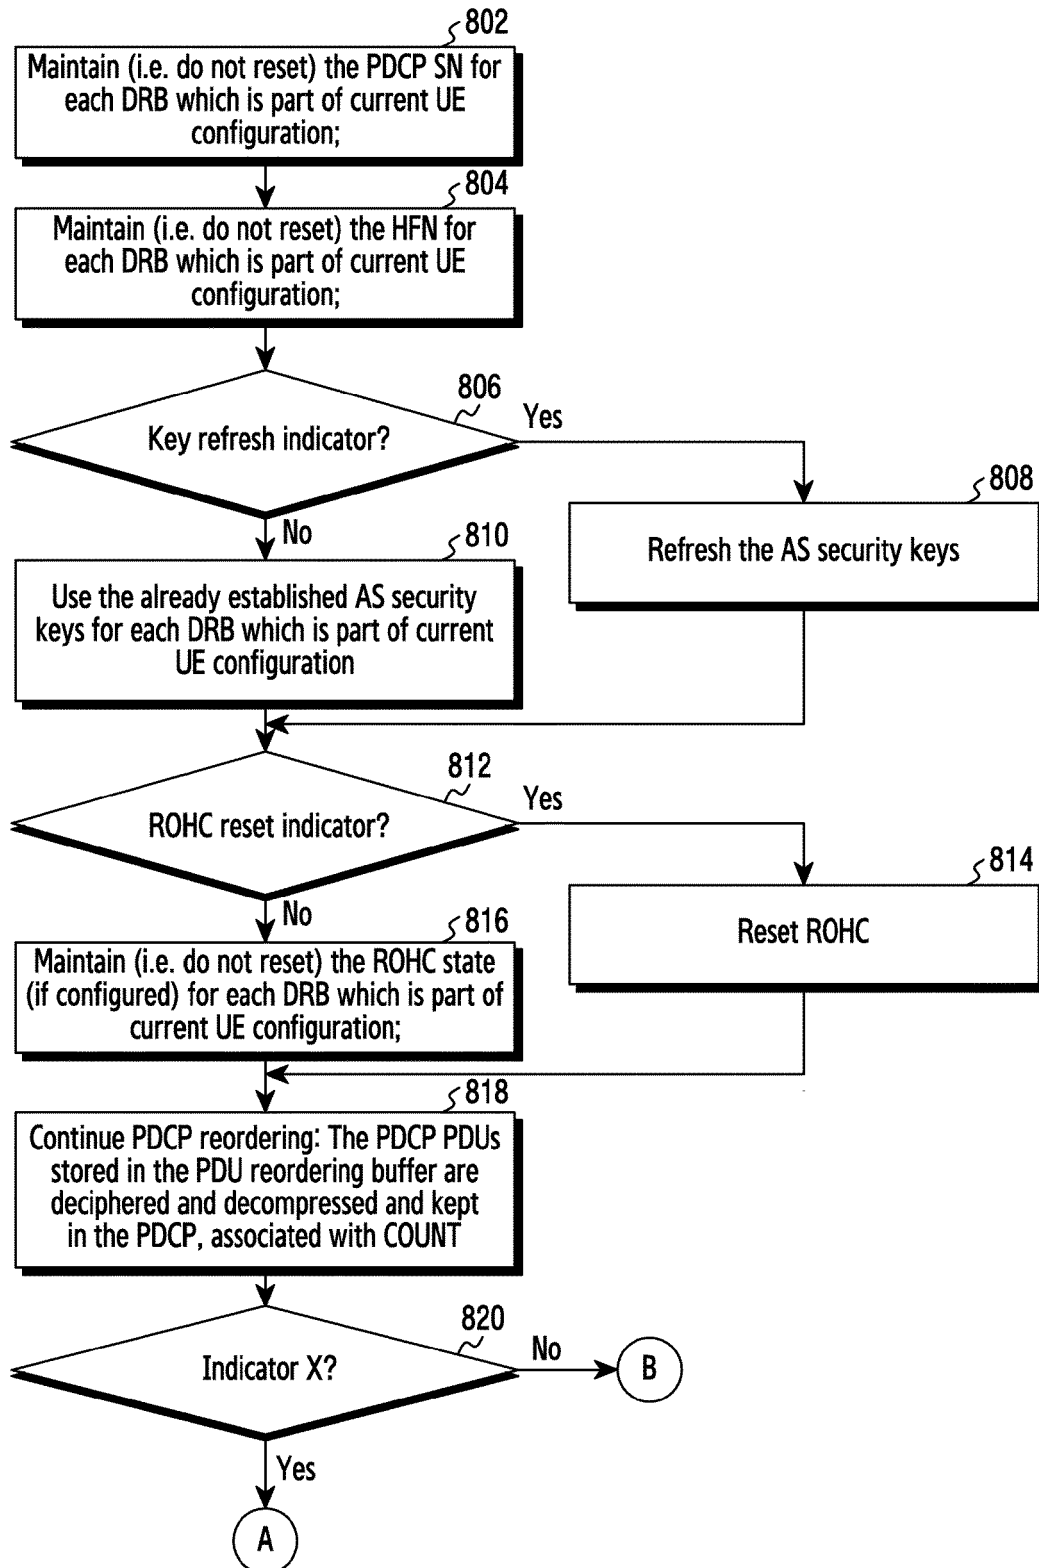 802
Maintain (i.e. do not reset) the PDCP SN for
each DRB which is part of current UE
configuration;
804
Maintain (i.e. do not reset) the HFN for
each DRB which is part of current UE
configuration;
806
Key refresh indicator?
Yes
808
Refresh the AS security keys
No
810
Use the already established AS security
keys for each DRB which is part of current
UE configuration
812
ROHC reset indicator?
Yes
814
Reset ROHC
No
816
Maintain (i.e. do not reset) the ROHC state
(if configured) for each DRB which is part of
current UE configuration;
818
Continue PDCP reordering: The PDCP PDUs
stored in the PDU reordering buffer are
deciphered and decompressed and kept
in the PDCP, associated with COUNT
820
Indicator X?
No
B
Yes
A